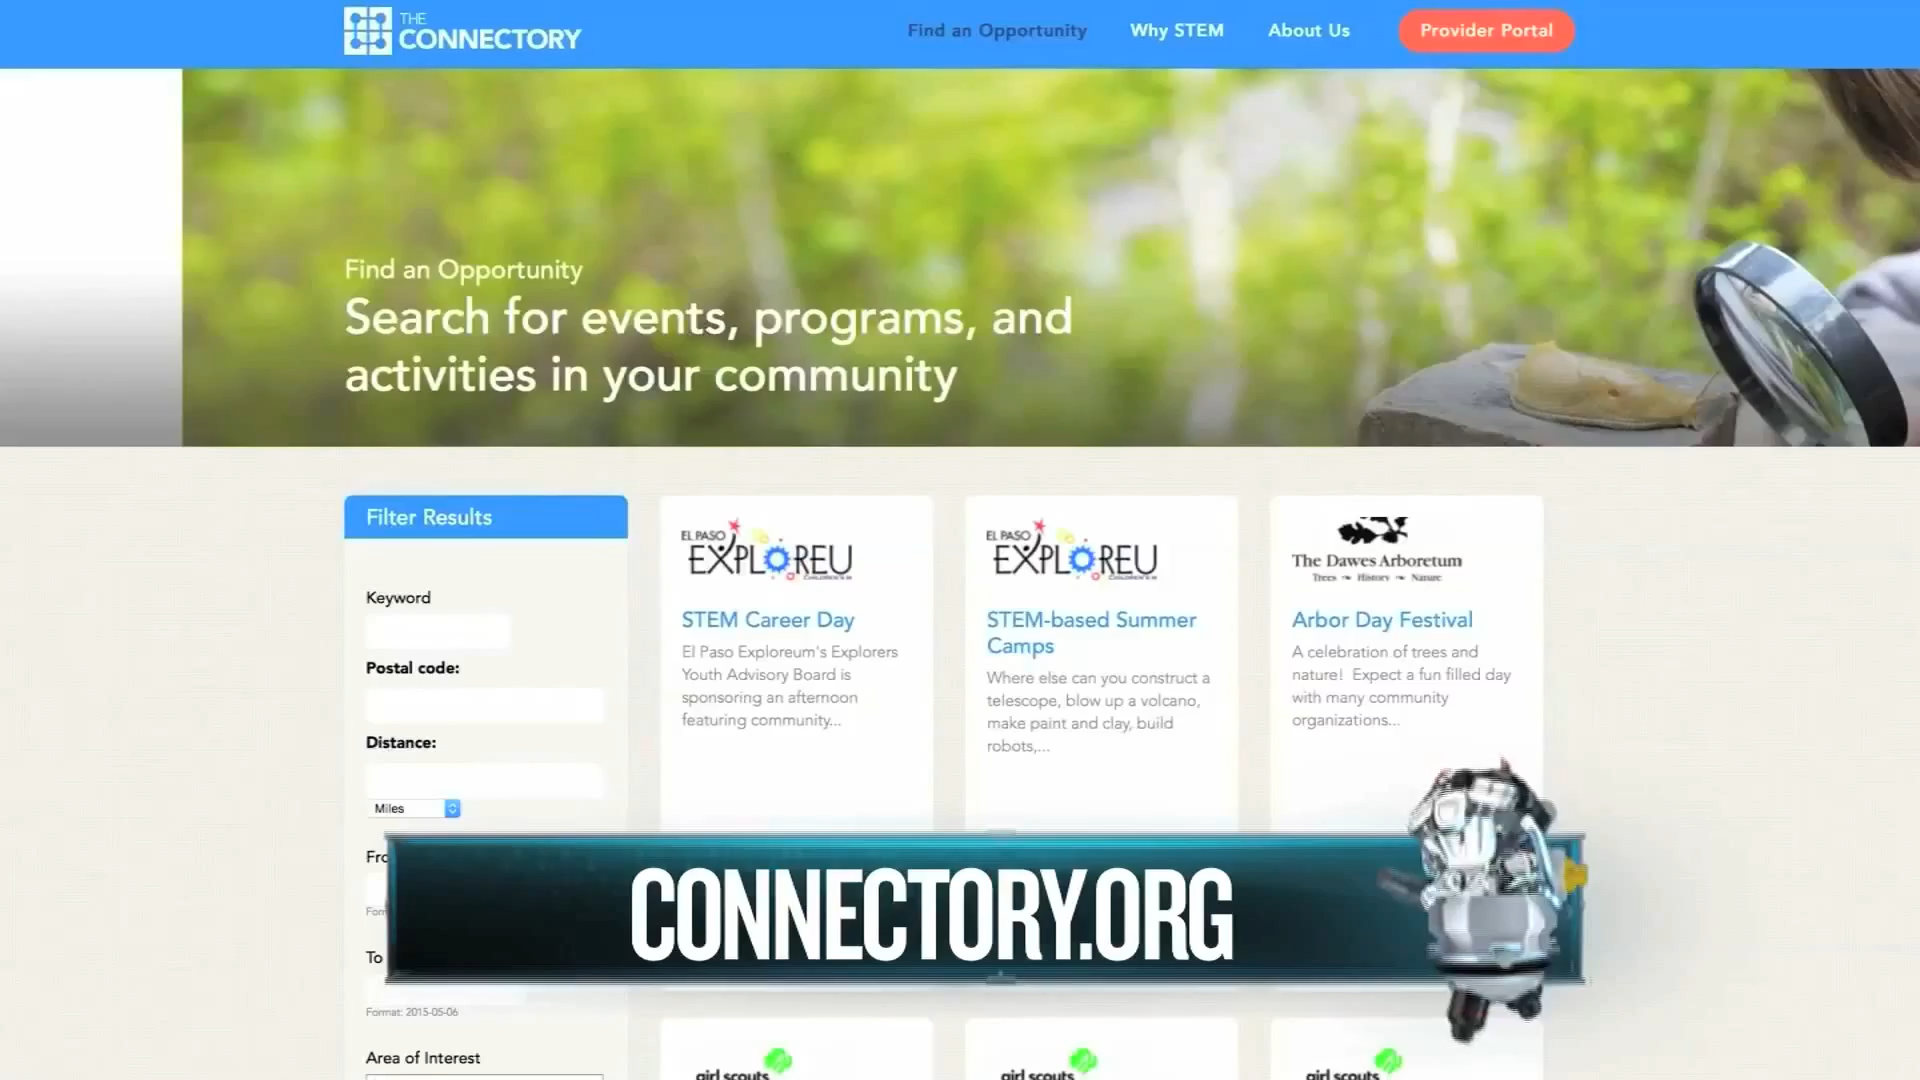 THE
CONNECTORY
Find an Opportunity
Why STEM
About Us
Provider Portal
Find an Opportunity
Search for events, programs, and
activities in your community
Filter Results
Keyword
Postal code:
Distance:
Miles
To
Format: 2015-05-06
Area of Interest
EL PASO
EXPLOREU
STEM Career Day
El Paso Exploreum's Explorers
Youth Advisory Board is
sponsoring an afternoon
featuring community...
EL PASO
EXPLOREU
STEM-based Summer
Camps
Where else can you construct a
telescope, blow up a volcano,
make paint and clay, build
robots,...
The Dawes Arboretum
Trees ~ History ~ Nature
Arbor Day Festival
A celebration of trees and
nature! Expect a fun filled day
with many community
organizations...
CONNECTORY.ORG
girl scouts
girl scouts
girl scouts